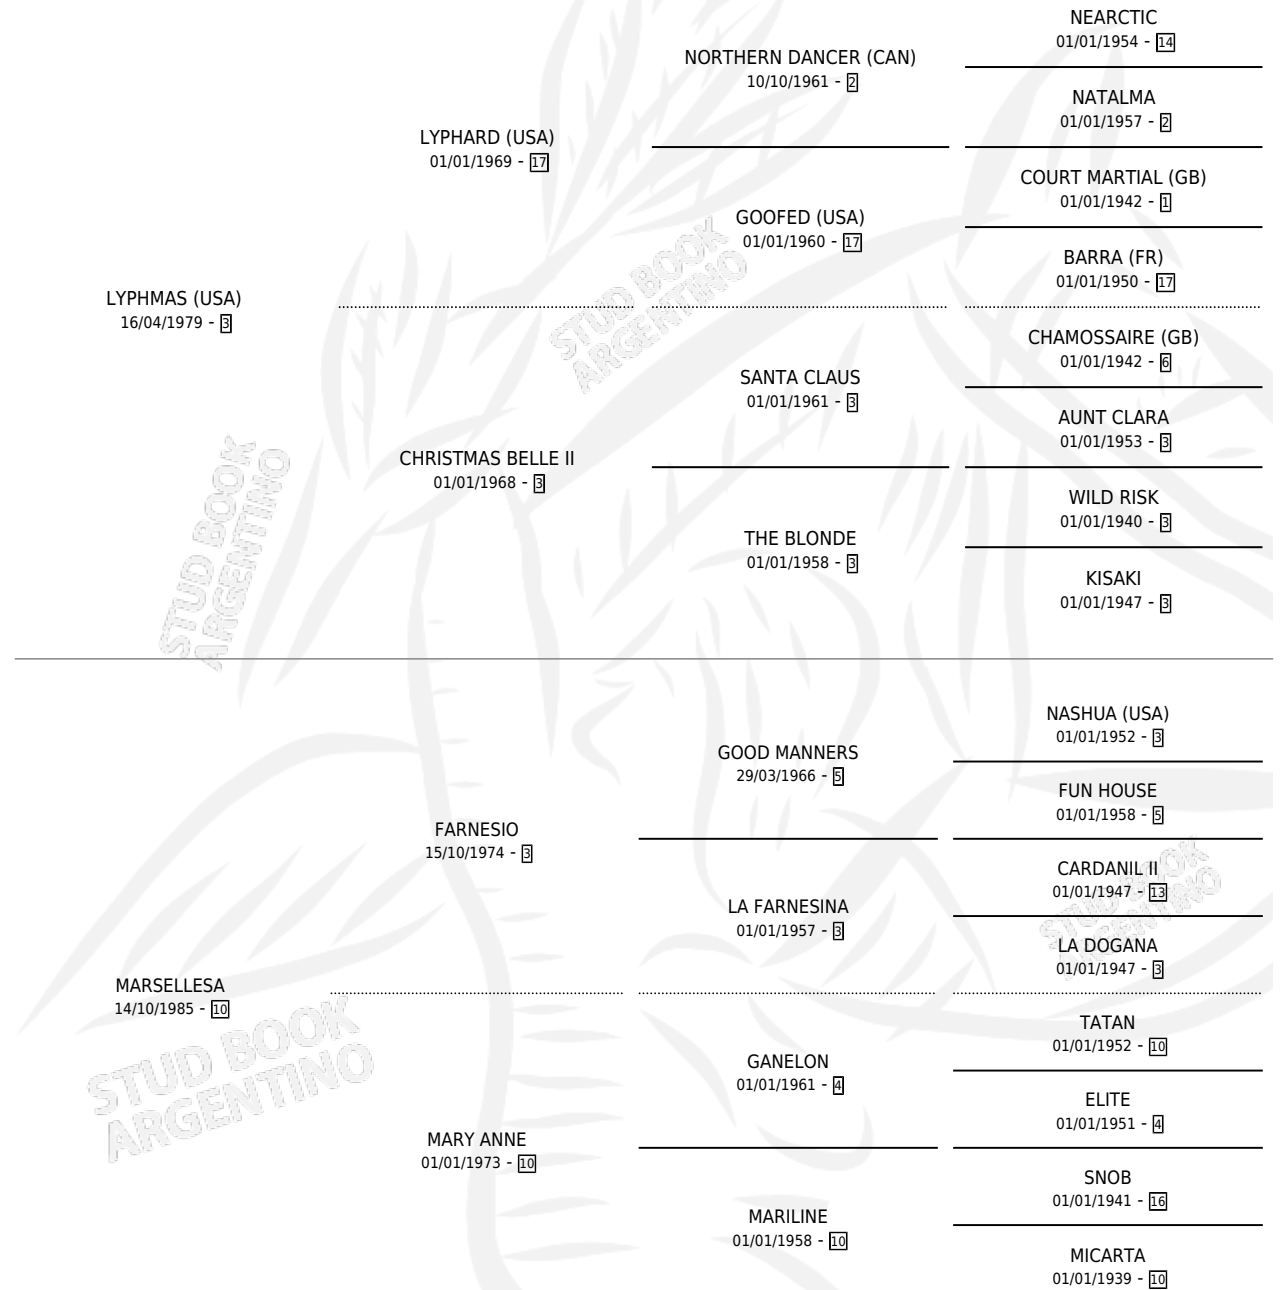 NEARCTIC
01/01/1954 - 14
NORTHERN DANCER (CAN)
10/10/1961 - 2
NATALMA
01/01/1957 - 2
LYPHARD (USA)
01/01/1969 - 17
COURT MARTIAL (GB)
01/01/1942 - 1
GOOFED (USA)
01/01/1960 - 17
BARRA (FR)
01/01/1950 - 17
LYPHMAS (USA)
16/04/1979 - 3
CHAMOSSAIRE (GB)
01/01/1942 - 6
SANTA CLAUS
01/01/1961 - 3
AUNT CLARA
01/01/1953 - 3
CHRISTMAS BELLE II
01/01/1968 - 3
WILD RISK
01/01/1940 - 3
THE BLONDE
01/01/1958 - 3
KISAKI
01/01/1947 - 3
NASHUA (USA)
01/01/1952 - 3
GOOD MANNERS
29/03/1966 - 5
FUN HOUSE
01/01/1958 - 5
FARNESIO
15/10/1974 - 3
CARDANIL II
01/01/1947 - 13
LA FARNESINA
01/01/1957 - 3
LA DOGANA
01/01/1947 - 3
MARSELLESA
14/10/1985 - 10
TATAN
01/01/1952 - 10
GANELON
01/01/1961 - 4
ELITE
01/01/1951 - 4
MARY ANNE
01/01/1973 - 10
SNOB
01/01/1941 - 16
MARILINE
01/01/1958 - 10
MICARTA
01/01/1939 - 10
STUD BOOK
ARGENTINO
STUD BOOK
ARGENTINO
STUD BOOK
ARGENTINO
STUD BOOK
ARGENTINO